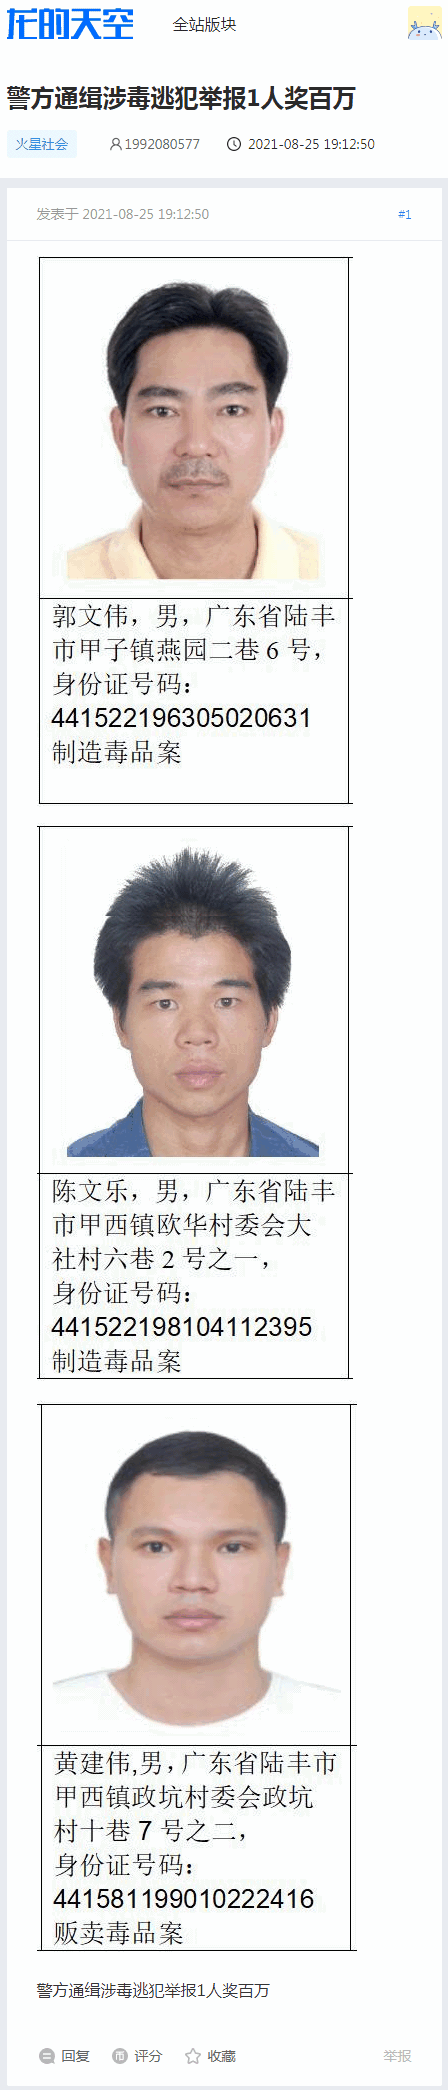 龙的天空 全站版块
警方通缉涉毒逃犯举报1人奖百万
火星社会 1992080577 2021-08-25 19:12:50
发表于 2021-08-25 19:12:50 #1
郭文伟，男，广东省陆丰
市甲子镇燕园二巷 6 号，
身份证号码：
441522196305020631
制造毒品案
陈文乐，男，广东省陆丰
市甲西镇欧华村委会大
社村六巷 2 号之一，
身份证号码：
441522198104112395
制造毒品案
黄建伟,男，广东省陆丰市
甲西镇政坑村委会政坑
村十巷 7 号之二，
身份证号码：
441581199010222416
贩卖毒品案
警方通缉涉毒逃犯举报1人奖百万
回复 评分 收藏 举报